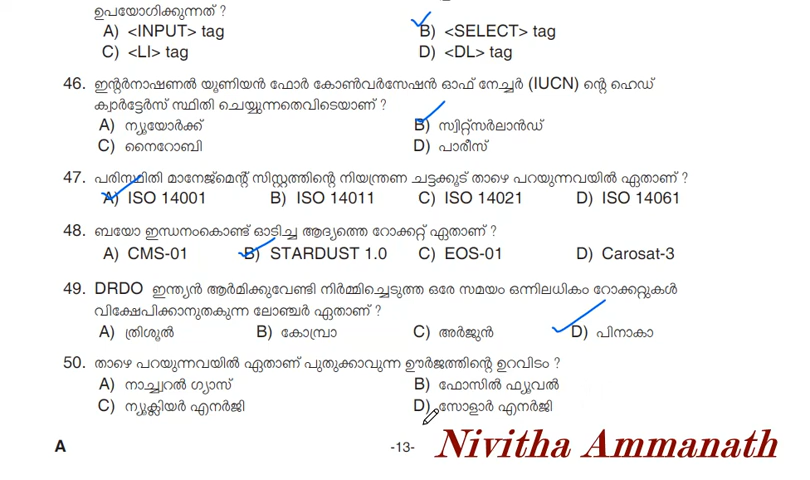 ഉപയോഗിക്കുന്നത് ?
A) <INPUT> tag B) <SELECT> tag
C) <LI> tag D) <DL> tag
46. ഇന്റർനാഷണൽ യൂണിയൻ ഫോർ കോൺവർസേഷൻ ഓഫ് നേച്ചർ (IUCN) ന്റെ ഹെഡ്
ക്വാർട്ടേർസ് സ്ഥിതി ചെയ്യുന്നതെവിടെയാണ് ?
A) ന്യൂയോർക്ക് B) സ്വിറ്റ്സർലാൻഡ്
C) നൈറോബി D) പാരീസ്
47. പരിസ്ഥിതി മാനേജ്മെന്റ് സിസ്റ്റത്തിന്റെ നിയന്ത്രണ ചട്ടക്കൂട് താഴെ പറയുന്നവയിൽ ഏതാണ് ?
A) ISO 14001 B) ISO 14011 C) ISO 14021 D) ISO 14061
48. ബയോ ഇന്ധനംകൊണ്ട് ഓടിച്ച ആദ്യത്തെ റോക്കറ്റ് ഏതാണ് ?
A) CMS-01 B) STARDUST 1.0 C) EOS-01 D) Carosat-3
49. DRDO ഇന്ത്യൻ ആർമിക്കുവേണ്ടി നിർമ്മിച്ചെടുത്ത ഒരേ സമയം ഒന്നിലധികം റോക്കറ്റുകൾ
വിക്ഷേപിക്കാനുതകുന്ന ലോഞ്ചർ ഏതാണ് ?
A) ത്രിശൂൽ B) കോമ്പ്രാ C) അർജുൻ D) പിനാകാ
50. താഴെ പറയുന്നവയിൽ ഏതാണ് പുതുക്കാവുന്ന ഊർജത്തിന്റെ ഉറവിടം ?
A) നാച്ച്വറൽ ഗ്യാസ് B) ഫോസിൽ ഫ്യൂവൽ
C) ന്യൂക്ലിയർ എനർജി D) സോളാർ എനർജി
A -13- Nivitha Ammanath